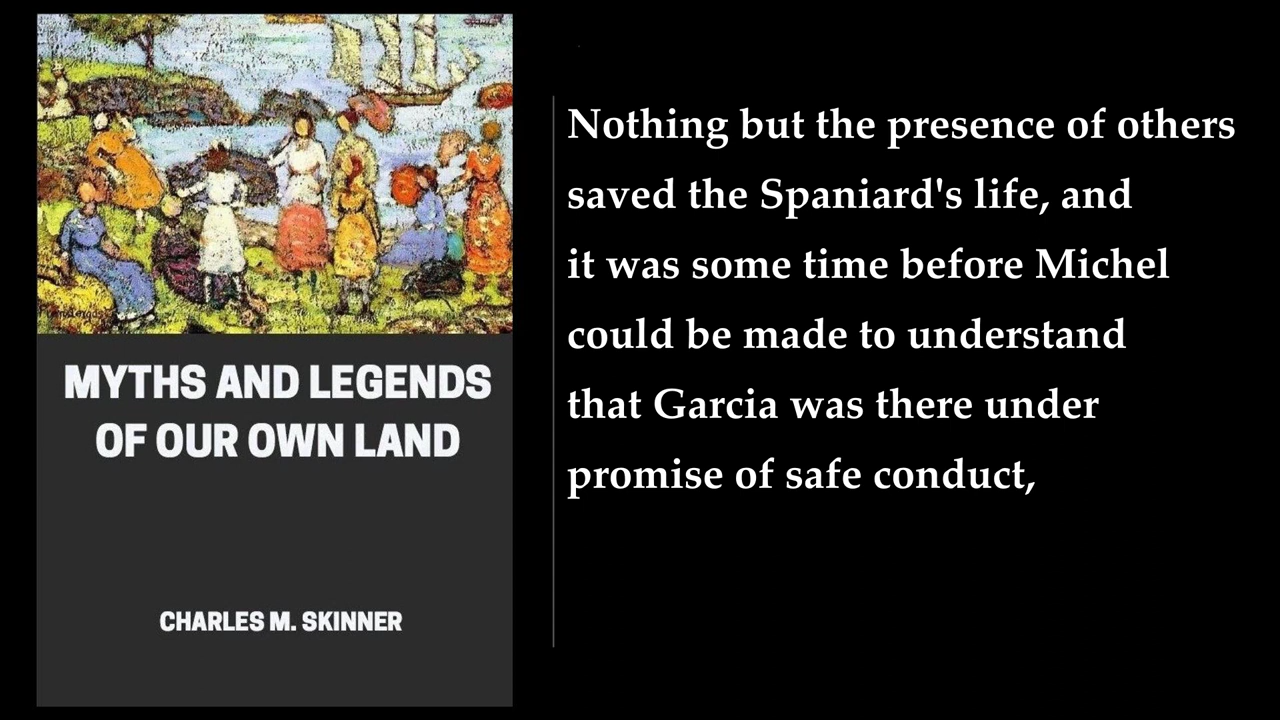 MYTHS AND LEGENDS
OF OUR OWN LAND
CHARLES M. SKINNER
Nothing but the presence of others
saved the Spaniard's life, and
it was some time before Michel
could be made to understand
that Garcia was there under
promise of safe conduct,